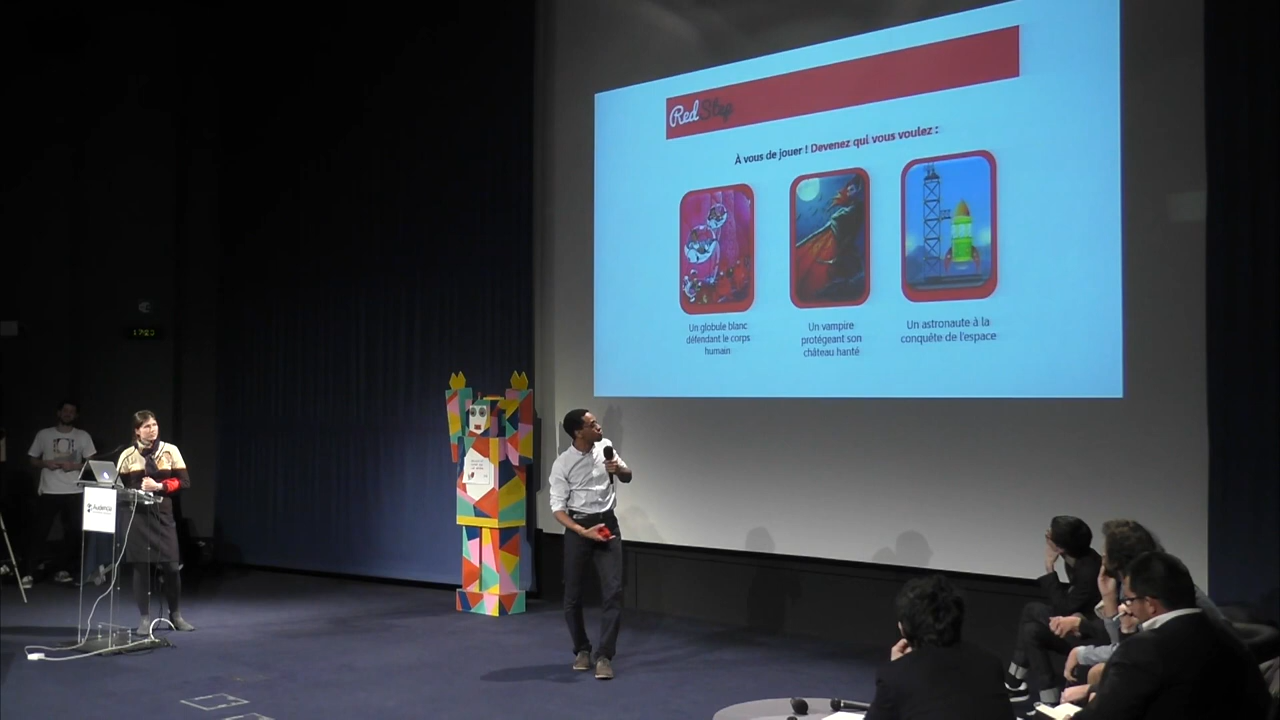 RedStep
À vous de jouer ! Devenez qui vous voulez :
Un globule blanc
défendant le corps
humain
Un vampire
protégeant son
château hanté
Un astronaute à la
conquête de l'espace
Audencia